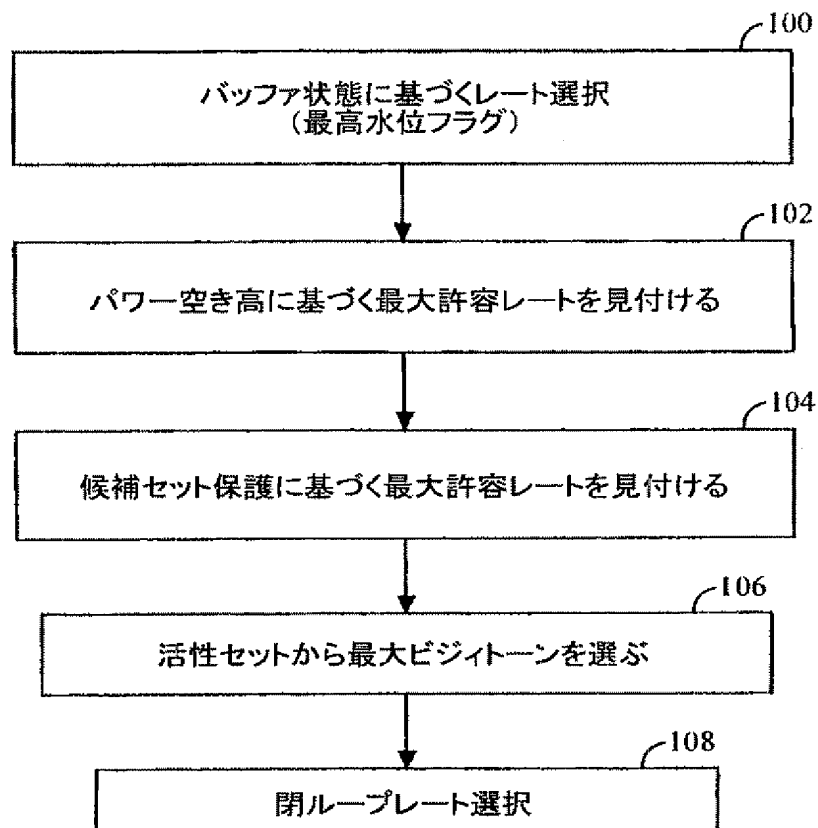 100
バッファ状態に基づくレート選択
(最高水位フラグ)
102
パワー空き高に基づく最大許容レートを見付ける
104
候補セット保護に基づく最大許容レートを見付ける
106
活性セットから最大ビジィトーンを選ぶ
108
閉ループレート選択